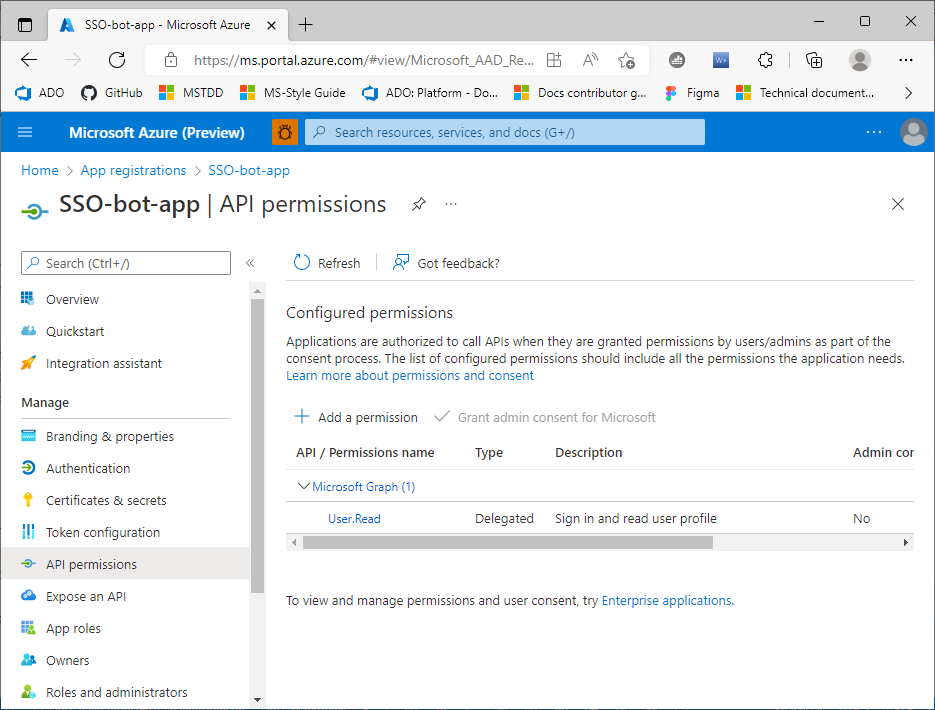 SSO-bot-app - Microsoft Azure
https://ms.portal.azure.com/#view/Microsoft_AAD_Re...
ADO
GitHub
MSTDD
MS-Style Guide
ADO: Platform - Do...
Docs contributor g...
Figma
Technical document...
Microsoft Azure (Preview)
Search resources, services, and docs (G+/)
Home > App registrations > SSO-bot-app
SSO-bot-app | API permissions
Search (Ctrl+/)
Overview
Quickstart
Integration assistant
Manage
Branding & properties
Authentication
Certificates & secrets
Token configuration
API permissions
Expose an API
App roles
Owners
Roles and administrators
Refresh
Got feedback?
Configured permissions
Applications are authorized to call APIs when they are granted permissions by users/admins as part of the
consent process. The list of configured permissions should include all the permissions the application needs.
Learn more about permissions and consent
Add a permission
Grant admin consent for Microsoft
API / Permissions name Type Description Admin cor
Microsoft Graph (1)
User.Read Delegated Sign in and read user profile No
To view and manage permissions and user consent, try Enterprise applications.